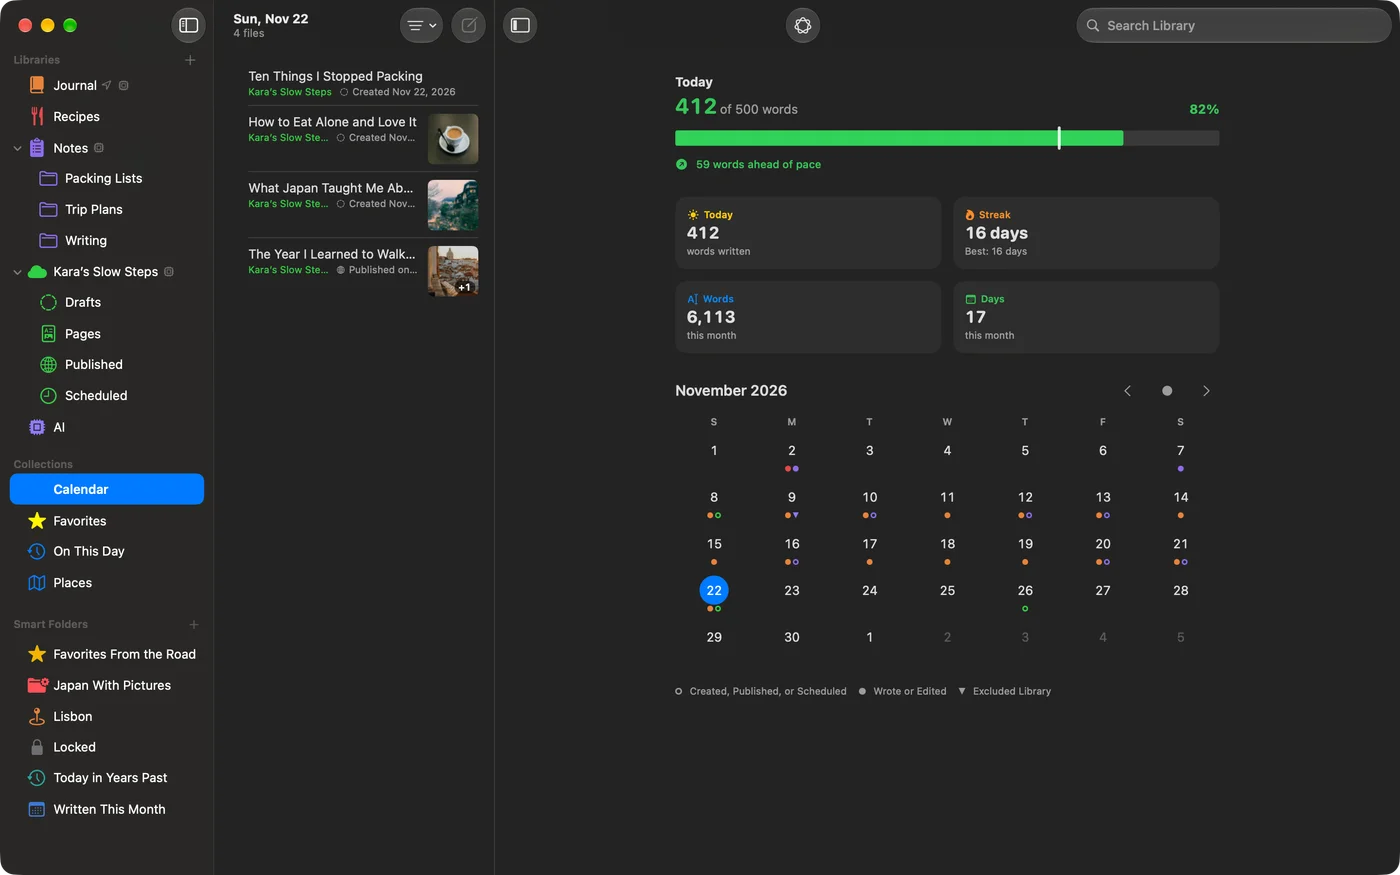 Libraries
Journal
Recipes
Notes
Packing Lists
Trip Plans
Writing
Kara's Slow Steps
Drafts
Pages
Published
Scheduled
AI
Collections
Calendar
Favorites
On This Day
Places
Smart Folders
Favorites From the Road
Japan With Pictures
Lisbon
Locked
Today in Years Past
Written This Month
Sun, Nov 22
4 files
Ten Things I Stopped Packing
Kara's Slow Steps Created Nov 22, 2026
How to Eat Alone and Love It
Kara's Slow Ste... Created Nov...
What Japan Taught Me Ab...
Kara's Slow Ste... Created Nov...
The Year I Learned to Walk...
Kara's Slow Ste... Published on...
+1
Search Library
Today
412 of 500 words 82%
59 words ahead of pace
Today
412
words written
Streak
16 days
Best: 16 days
Words
6,113
this month
Days
17
this month
November 2026
S M T W T F S
1 2 3 4 5 6 7
8 9 10 11 12 13 14
15 16 17 18 19 20 21
22 23 24 25 26 27 28
29 30 1 2 3 4 5
Created, Published, or Scheduled Wrote or Edited Excluded Library